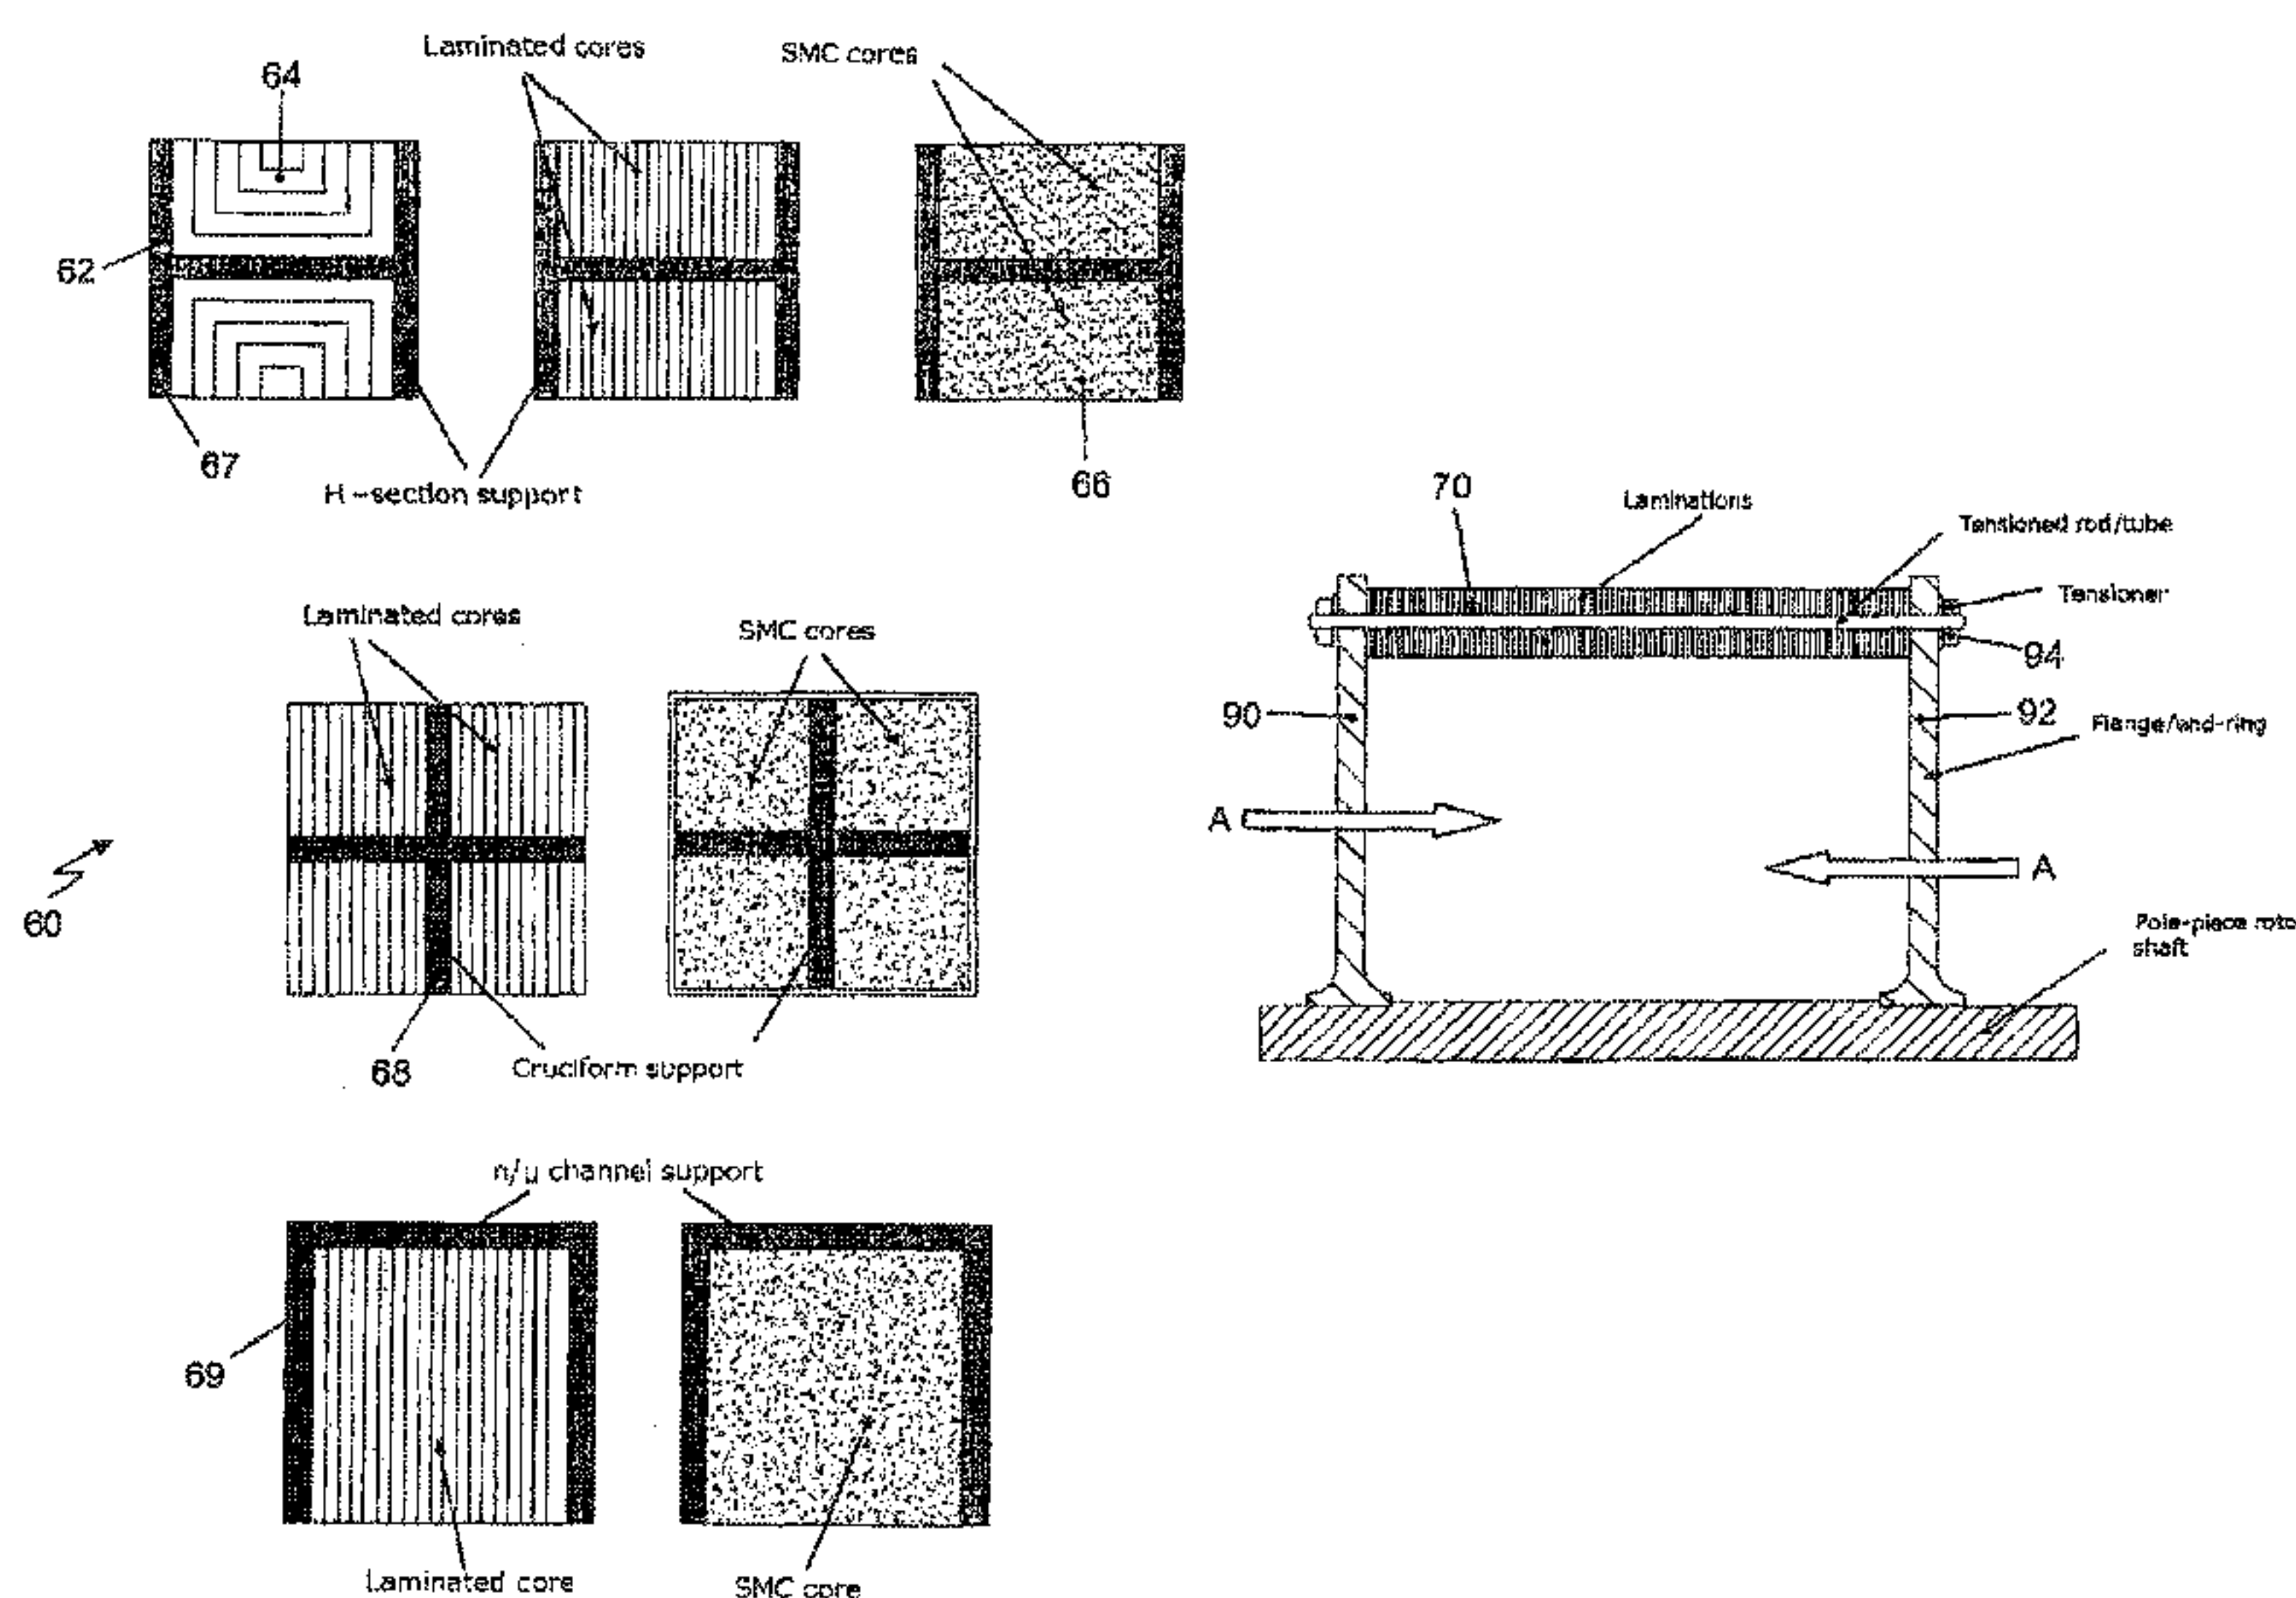 64
Laminated cores
SMC cores
62
67
H-section support
66
70
Laminations
Tensioned rod/tube
Tensioner
94
Laminated cores
SMC cores
90
92
Flange/end-ring
A
A
60
68
Cruciform support
Pole-piece roto
shaft
n/u channel support
69
Laminated core
SMC core